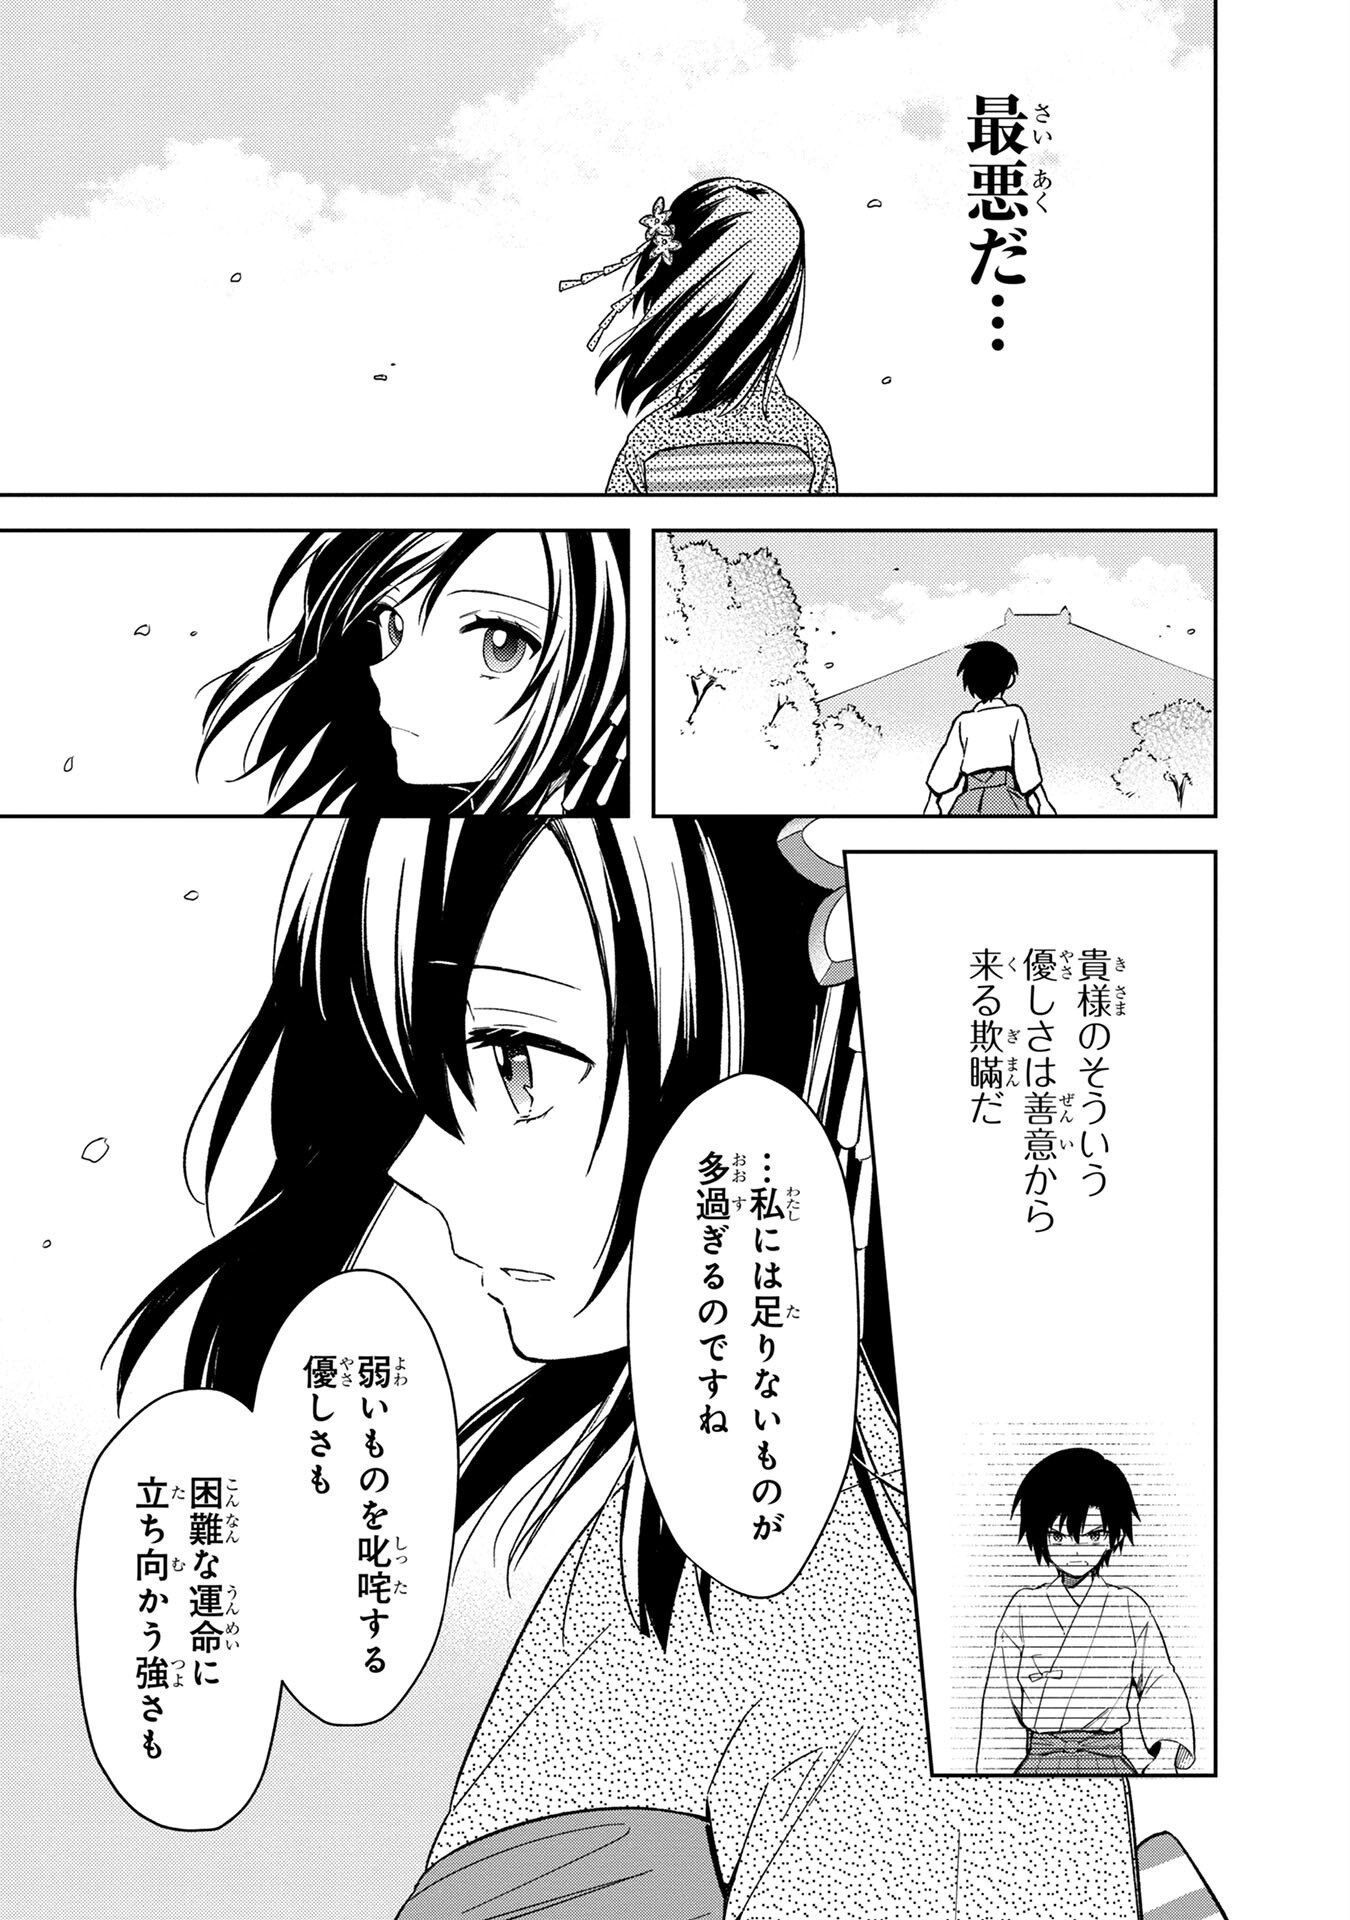 最悪だ…
貴様のそういう
優しさは善意から
来る欺瞞だ
…私には足りないものが
多過ぎるのですね
弱いものを叱咤する
優しさも
困難な運命に
立ち向かう強さも